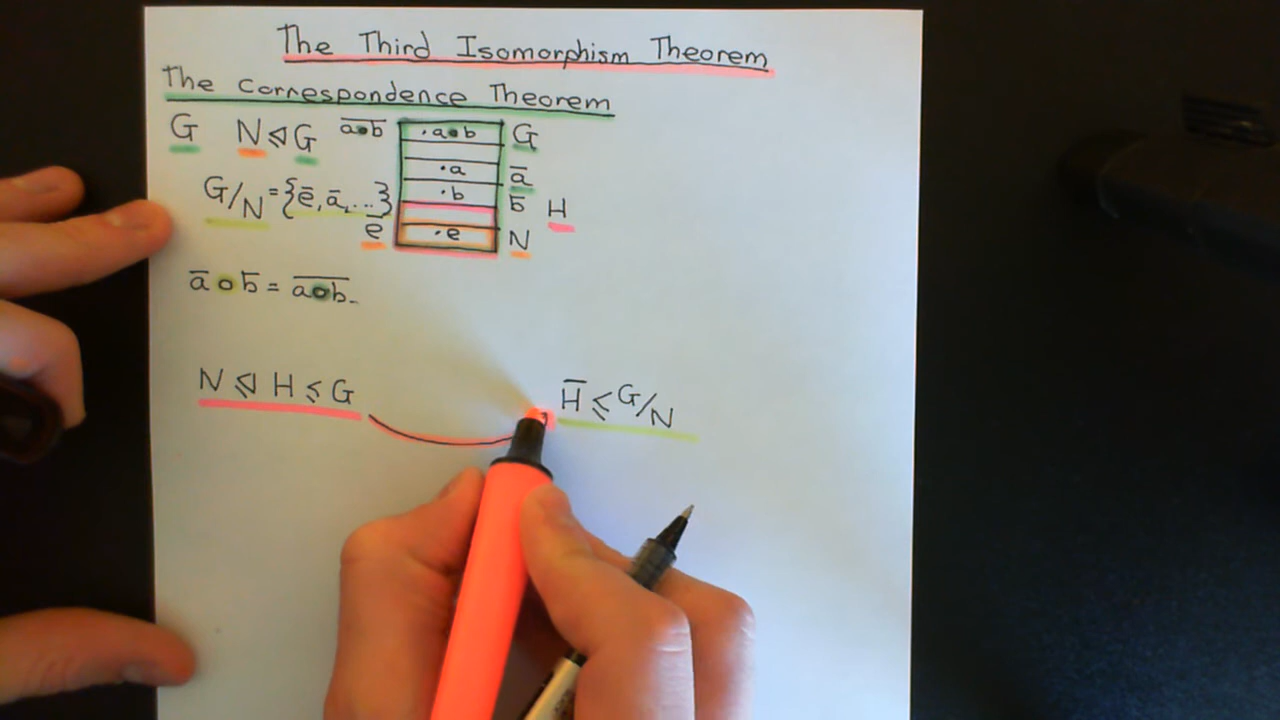 The Third Isomorphism Theorem
The Correspondence Theorem
G N ⊲ G
G/N = {e̅, a̅, ...}
a̅∘̅b̅ ·a∘b G
·a a̅
·b b̅ H
e̅ ·e N
a̅ ∘ b̅ = a̅∘̅b̅
N ⊴ H ≤ G H̅ ≤ G/N